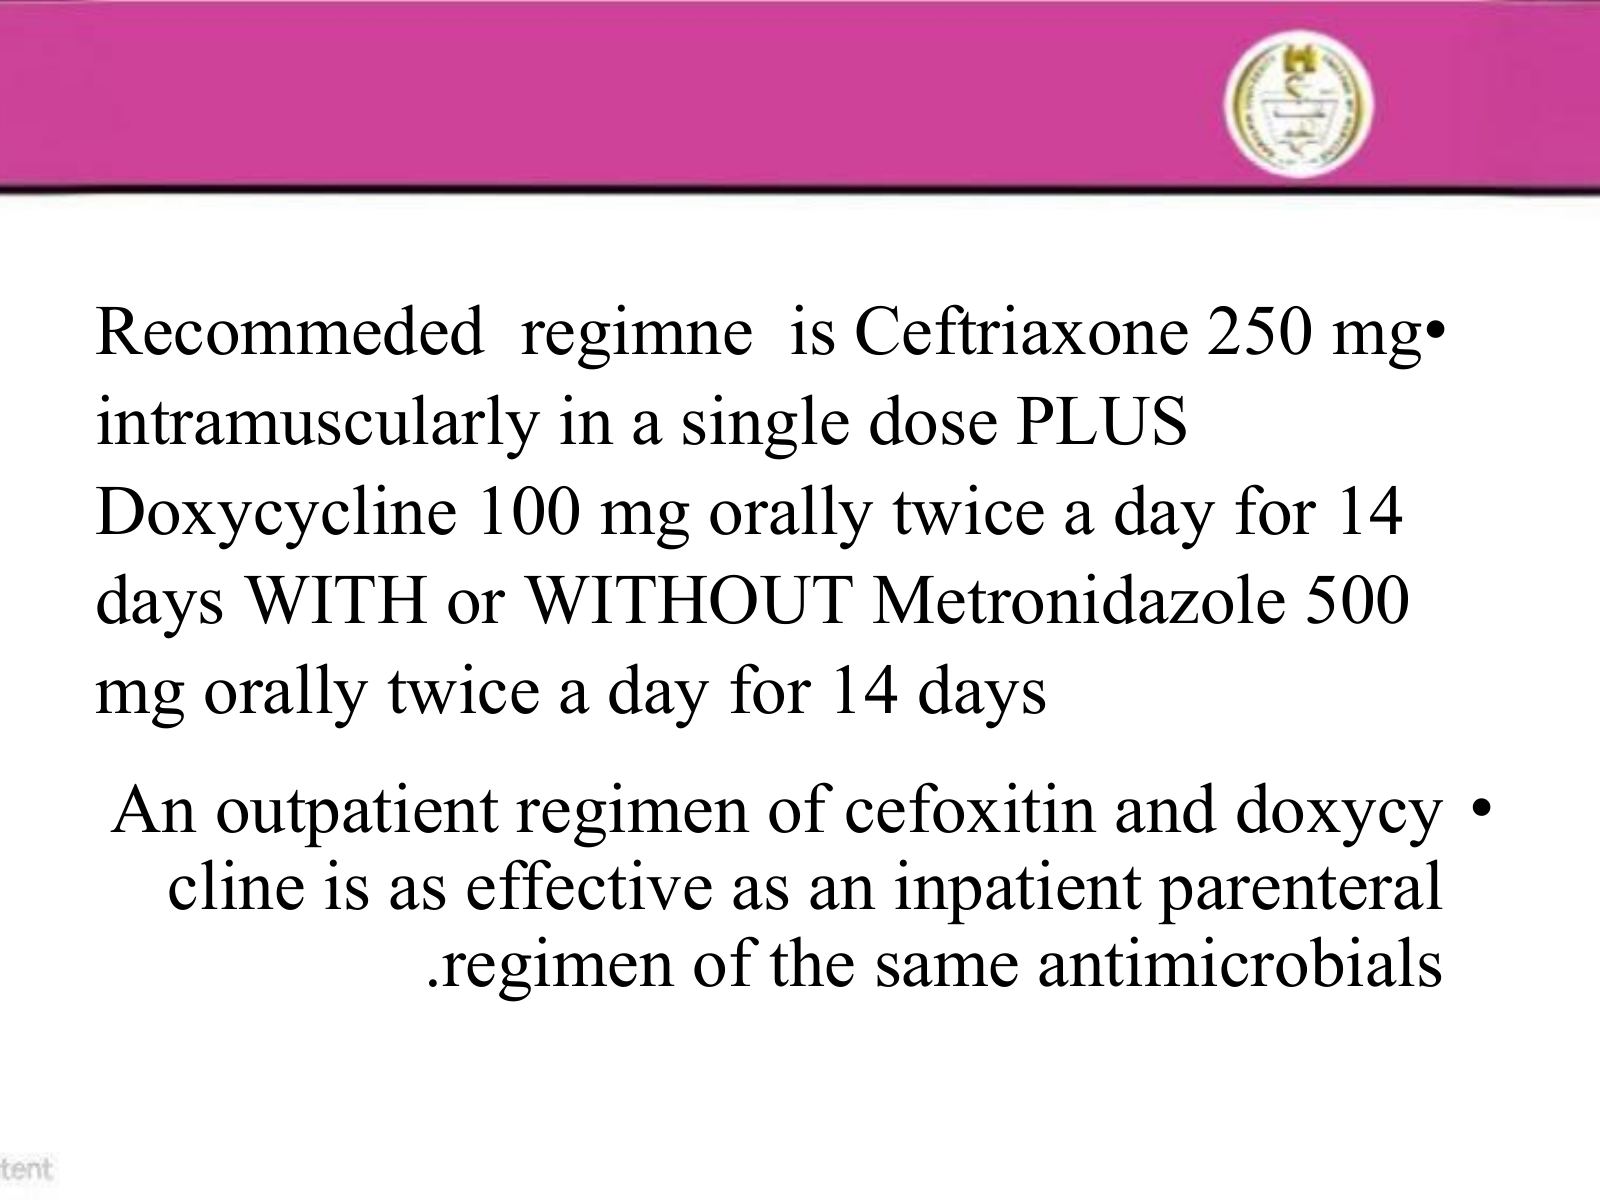 Recommeded regimne is Ceftriaxone 250 mg•
intramuscularly in a single dose PLUS
Doxycycline 100 mg orally twice a day for 14
days WITH or WITHOUT Metronidazole 500
mg orally twice a day for 14 days
An outpatient regimen of cefoxitin and doxycy •
cline is as effective as an inpatient parenteral
.regimen of the same antimicrobials
tent